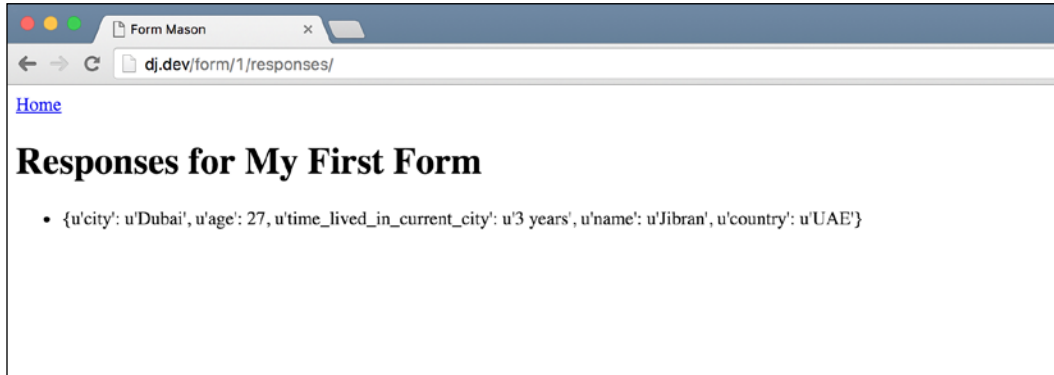 Form Mason
dj.dev/form/1/responses/
Home
Responses for My First Form
{u'city': u'Dubai', u'age': 27, u'time_lived_in_current_city': u'3 years', u'name': u'Jibran', u'country': u'UAE'}